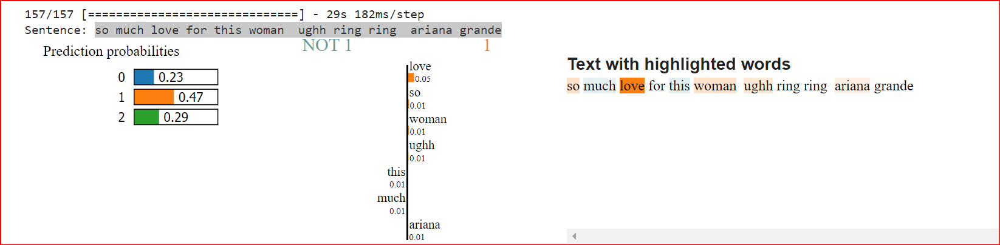 157/157 [==============================] - 29s 182ms/step
Sentence: so much love for this woman  ughh ring ring  ariana grande
Prediction probabilities
0 0.23
1 0.47
2 0.29
NOT 1 1
love
0.05
so
0.01
woman
0.01
ughh
0.01
this
0.01
much
0.01
ariana
0.01
Text with highlighted words
so much love for this woman  ughh ring ring  ariana grande